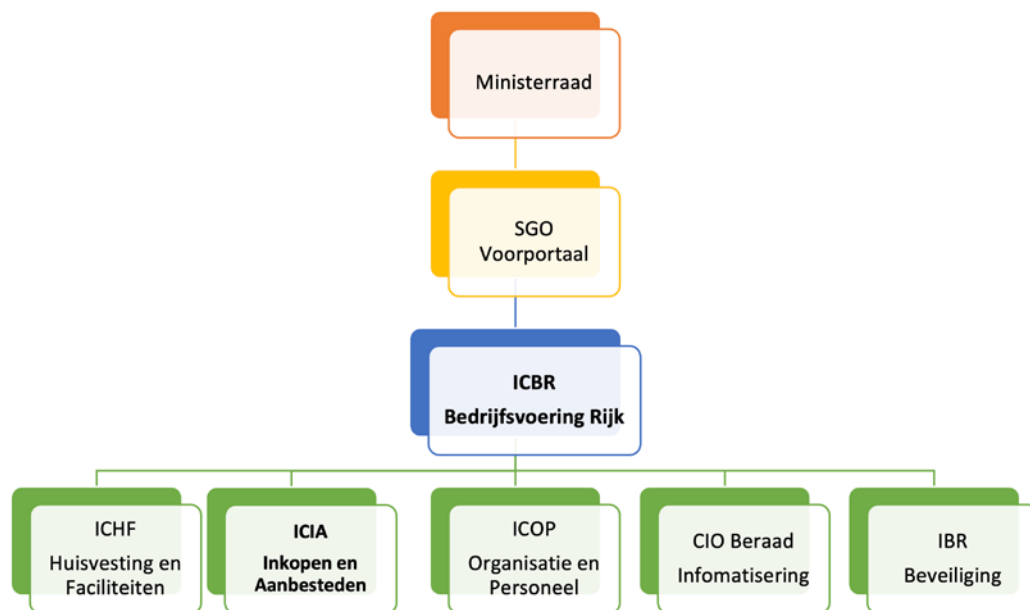 Ministerraad
SGO
Voorportaal
ICBR
Bedrijfsvoering Rijk
ICHF
Huisvesting en
Faciliteiten
ICIA
Inkopen en
Aanbesteden
ICOP
Organisatie en
Personeel
CIO Beraad
Infomatisering
IBR
Beveiliging